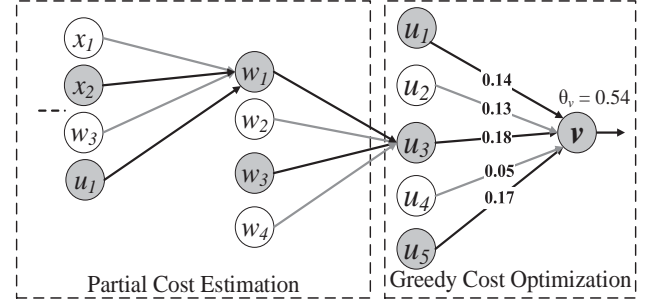 x1
x2
w3
u1
w1
w2
w3
w4
Partial Cost Estimation
u1
u2
u3
u4
u5
0.14
0.13
0.18
0.05
0.17
θv = 0.54
v
Greedy Cost Optimization